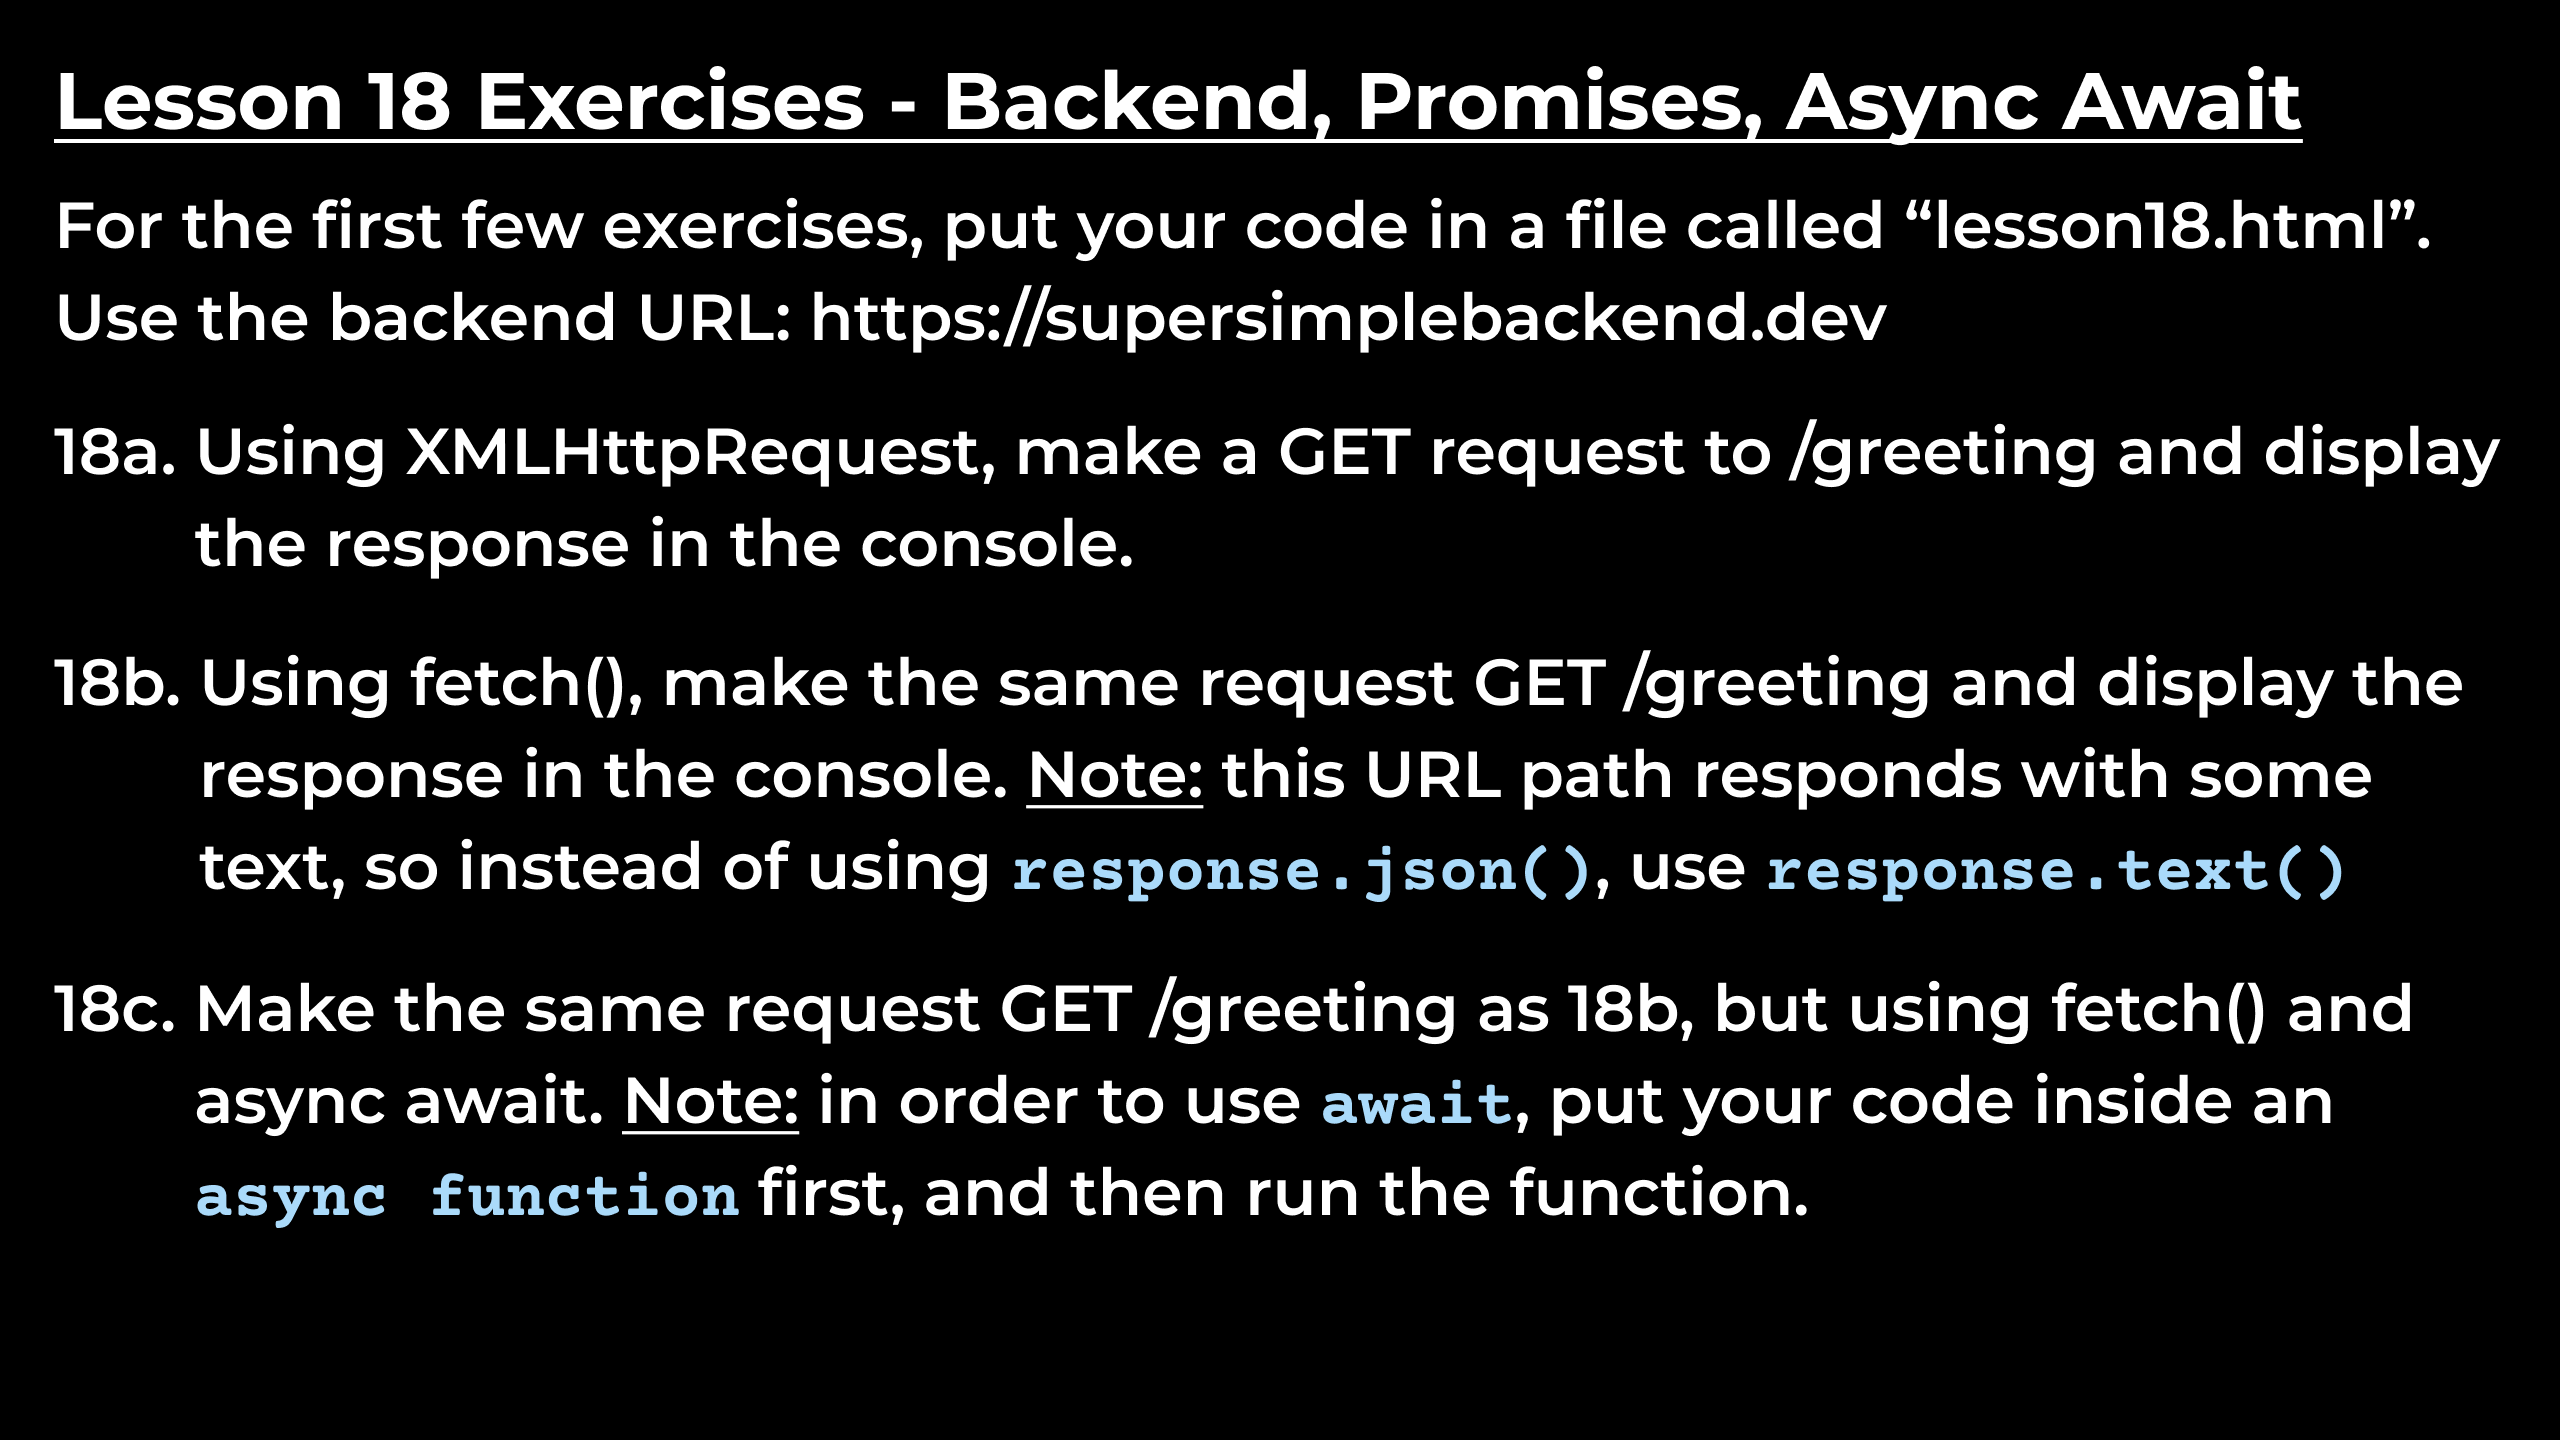 Lesson 18 Exercises - Backend, Promises, Async Await
For the first few exercises, put your code in a file called “lesson18.html”.
Use the backend URL: https://supersimplebackend.dev
18a. Using XMLHttpRequest, make a GET request to /greeting and display
the response in the console.
18b. Using fetch(), make the same request GET /greeting and display the
response in the console. Note: this URL path responds with some
text, so instead of using response.json(), use response.text()
18c. Make the same request GET /greeting as 18b, but using fetch() and
async await. Note: in order to use await, put your code inside an
async function first, and then run the function.